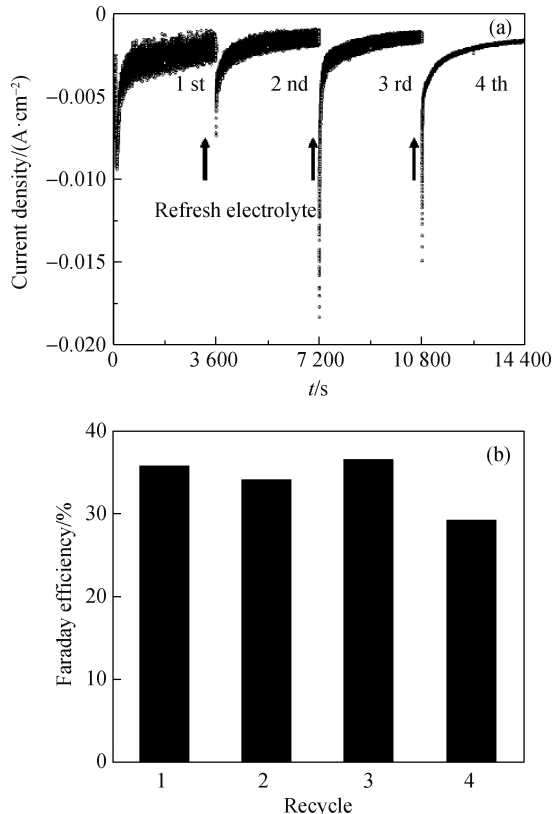 (a)
0
−0.005
−0.010
−0.015
−0.020
Current density/(A·cm⁻²)
1 st
2 nd
3 rd
4 th
Refresh electrolyte
0
3 600
7 200
10 800
14 400
t/s
(b)
40
30
20
10
0
Faraday efficiency/%
1
2
3
4
Recycle